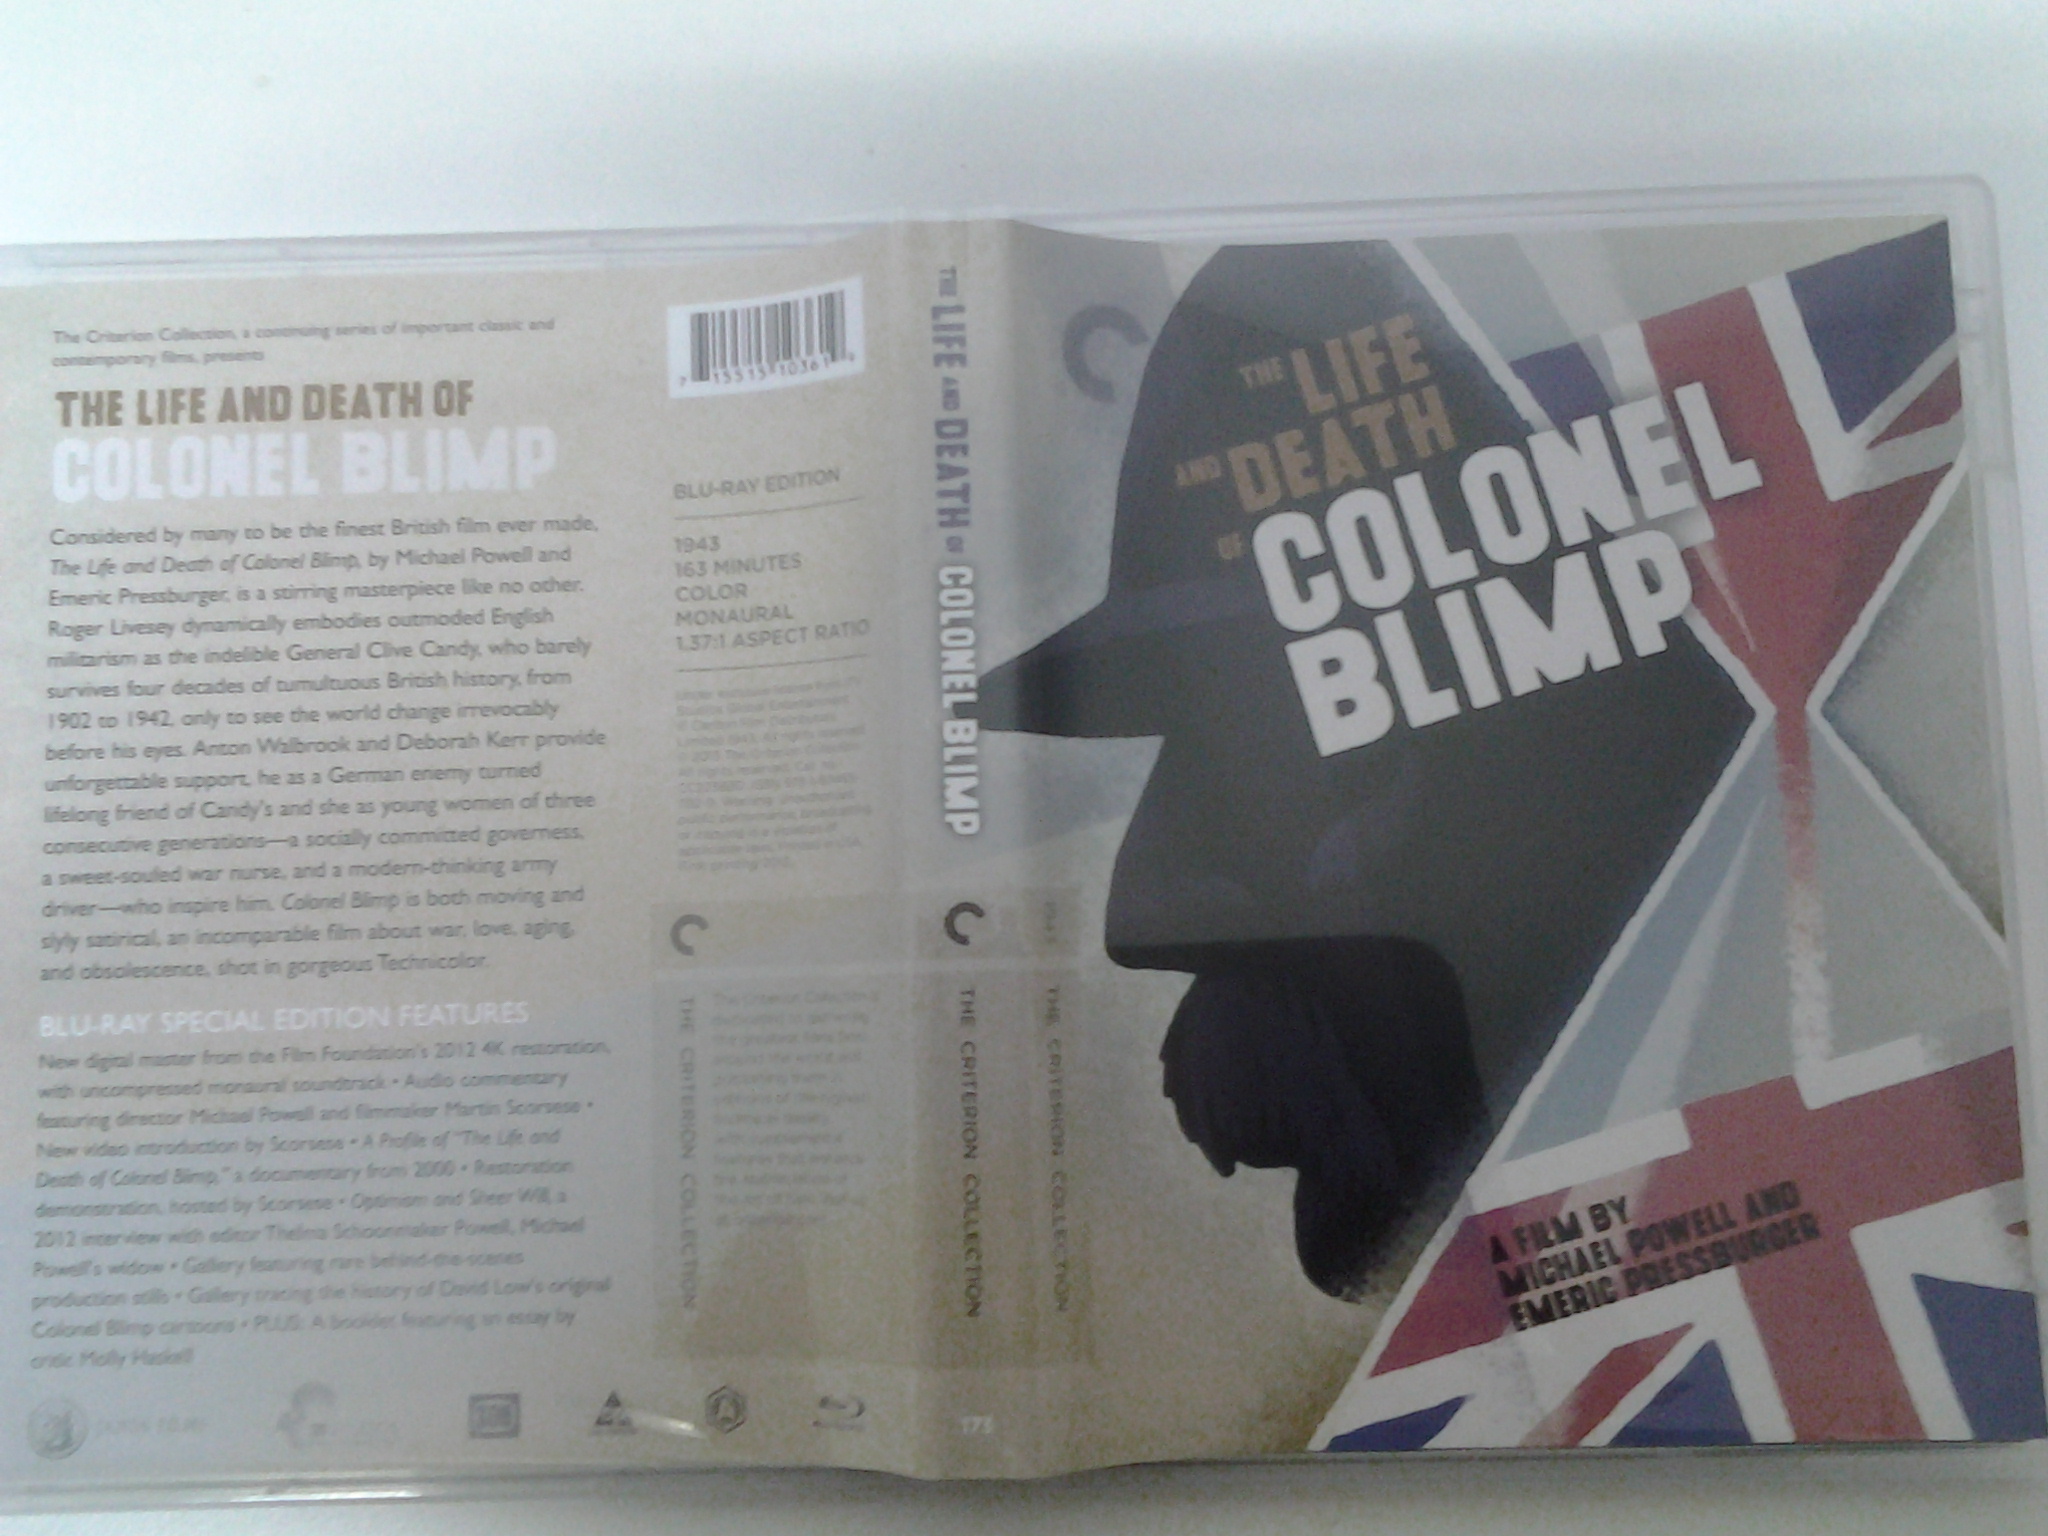 The Criterion Collection, a continuing series of important classic and
contemporary films, presents
THE LIFE AND DEATH OF
COLONEL BLIMP
Considered by many to be the finest British film ever made,
The Life and Death of Colonel Blimp, by Michael Powell and
Emeric Pressburger, is a stirring masterpiece like no other.
Roger Livesey dynamically embodies outmoded English
militarism as the indelible General Clive Candy, who barely
survives four decades of tumultuous British history, from
1902 to 1942, only to see the world change irrevocably
before his eyes. Anton Walbrook and Deborah Kerr provide
unforgettable support, he as a German enemy turned
lifelong friend of Candy's and she as young women of three
consecutive generations—a socially committed governess,
a sweet-souled war nurse, and a modern-thinking army
driver—who inspire him. Colonel Blimp is both moving and
slyly satirical, an incomparable film about war, love, aging,
and obsolescence, shot in gorgeous Technicolor.
BLU-RAY SPECIAL EDITION FEATURES
New digital master from the Film Foundation's 2012 4K restoration,
with uncompressed monaural soundtrack • Audio commentary
featuring director Michael Powell and filmmaker Martin Scorsese •
New video introduction by Scorsese • A Profile of "The Life and
Death of Colonel Blimp," a documentary from 2000 • Restoration
demonstration, hosted by Scorsese • Optimism and Sheer Will, a
2012 interview with editor Thelma Schoonmaker Powell, Michael
Powell's widow • Gallery featuring rare behind-the-scenes
production stills • Gallery tracing the history of David Low's original
Colonel Blimp cartoons • PLUS: A booklet featuring an essay by
critic Molly Haskell
7 15515 10361
BLU-RAY EDITION
1943
163 MINUTES
COLOR
MONAURAL
1.37:1 ASPECT RATIO
THE CRITERION COLLECTION
THE LIFE AND DEATH OF COLONEL BLIMP
THE CRITERION COLLECTION
173
THE CRITERION COLLECTION
THE LIFE
AND DEATH
OF COLONEL
BLIMP
A FILM BY
MICHAEL POWELL AND
EMERIC PRESSBURGER